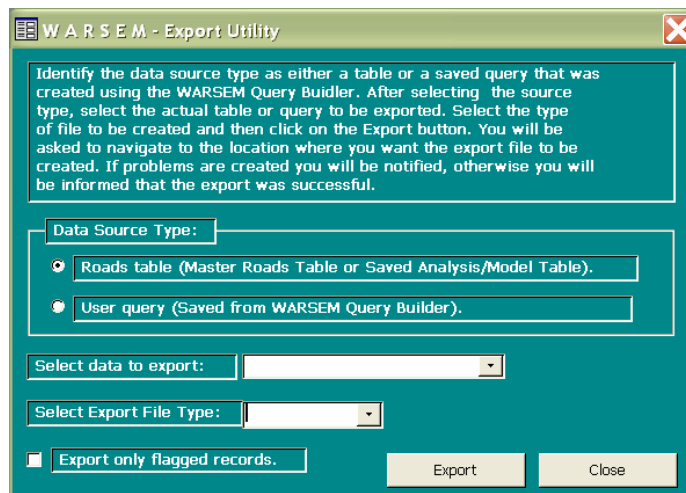 W A R S E M - Export Utility
Identify the data source type as either a table or a saved query that was
created using the WARSEM Query Buidler. After selecting the source
type, select the actual table or query to be exported. Select the type
of file to be created and then click on the Export button. You will be
asked to navigate to the location where you want the export file to be
created. If problems are created you will be notified, otherwise you will
be informed that the export was successful.
Data Source Type:
Roads table (Master Roads Table or Saved Analysis/Model Table).
User query (Saved from WARSEM Query Builder).
Select data to export:
Select Export File Type:
Export only flagged records.
Export
Close